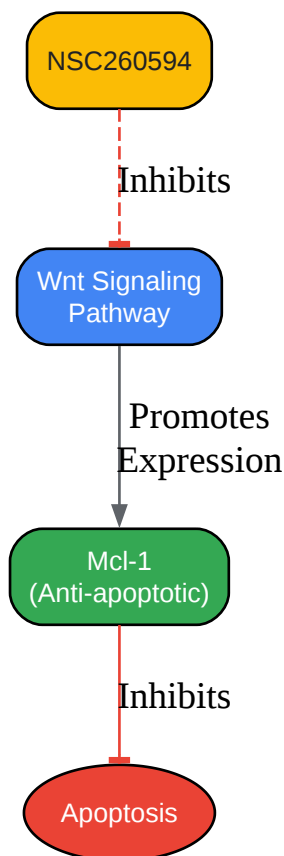 NSC260594
Inhibits
Wnt Signaling
Pathway
Promotes
Expression
Mcl-1
(Anti-apoptotic)
Inhibits
Apoptosis